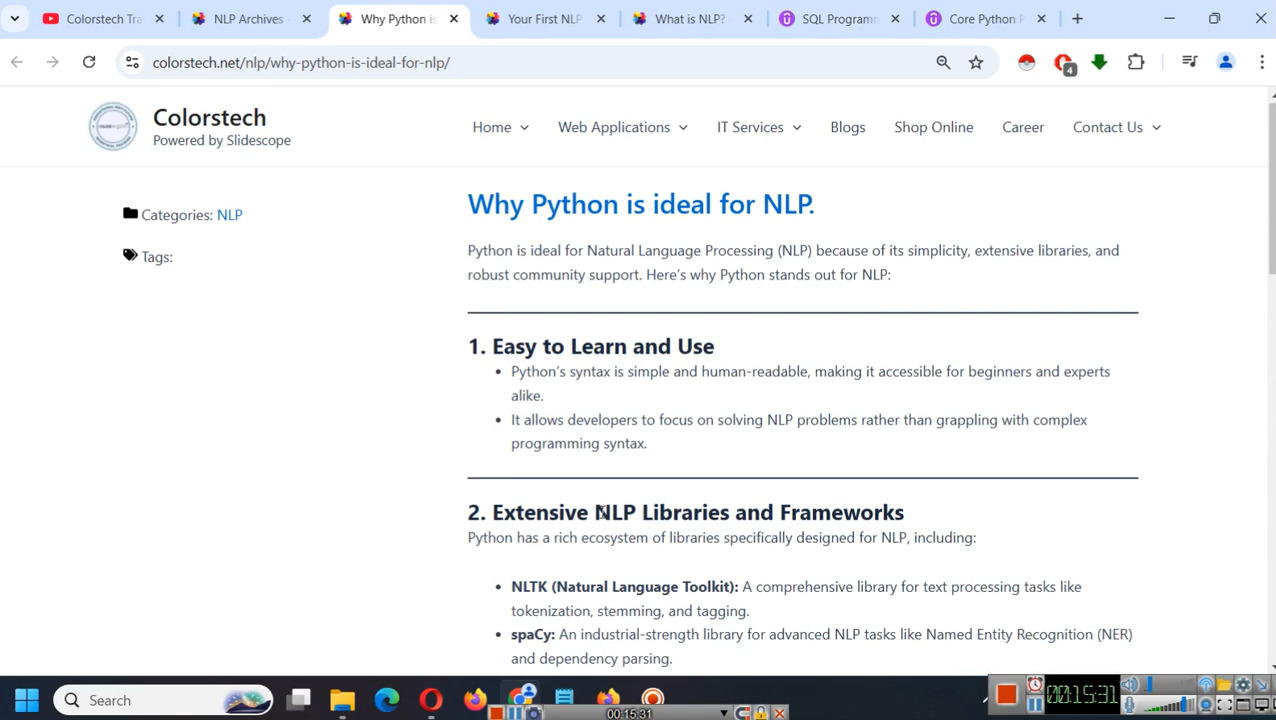 Colorstech Tra
NLP Archives
Why Python is
Your First NLP
What is NLP?
SQL Programm
Core Python P
colorstech.net/nlp/why-python-is-ideal-for-nlp/
4
Colorstech
Powered by Slidescope
Home
Web Applications
IT Services
Blogs
Shop Online
Career
Contact Us
Categories: NLP
Tags:
Why Python is ideal for NLP.
Python is ideal for Natural Language Processing (NLP) because of its simplicity, extensive libraries, and
robust community support. Here’s why Python stands out for NLP:
1. Easy to Learn and Use
• Python’s syntax is simple and human-readable, making it accessible for beginners and experts
alike.
• It allows developers to focus on solving NLP problems rather than grappling with complex
programming syntax.
2. Extensive NLP Libraries and Frameworks
Python has a rich ecosystem of libraries specifically designed for NLP, including:
• NLTK (Natural Language Toolkit): A comprehensive library for text processing tasks like
tokenization, stemming, and tagging.
• spaCy: An industrial-strength library for advanced NLP tasks like Named Entity Recognition (NER)
and dependency parsing.
Search
00:15:31
00:15:31